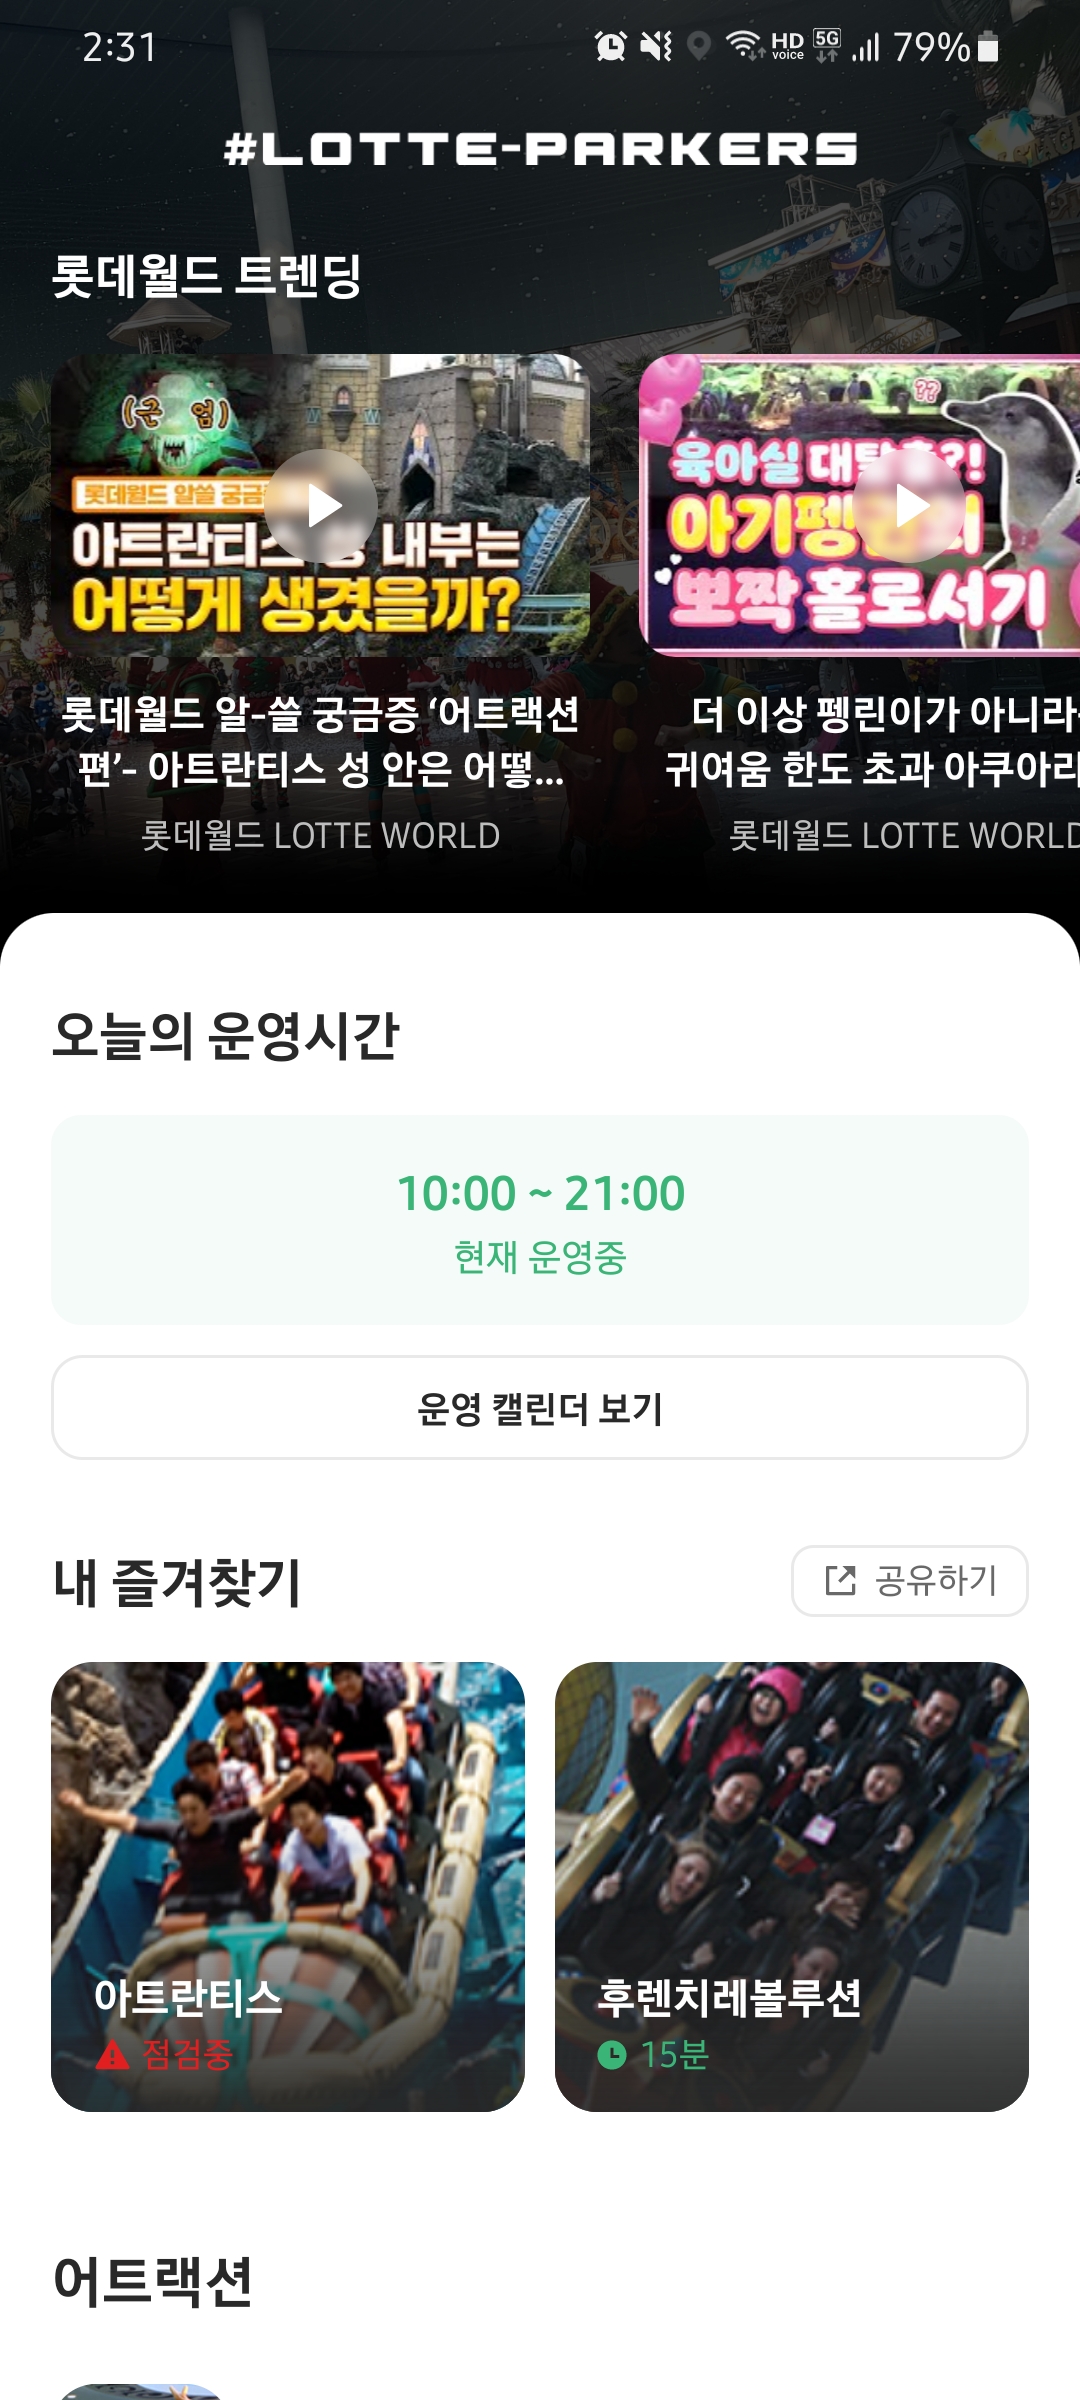 2:31
HD voice 5G 79%
#LOTTE-PARKERS
롯데월드 트렌딩
(근 엄)
롯데월드 알쓸 궁금
아트란티스 내부는
어떻게 생겼을까?
롯데월드 알-쓸 궁금증 ‘어트랙션
편’- 아트란티스 성 안은 어떻...
롯데월드 LOTTE WORLD
육아실
아기
뽀짝 홀로서기
더 이상 펭린이가 아니라
귀여움 한도 초과 아쿠아리
롯데월드 LOTTE WORLD
오늘의 운영시간
10:00 ~ 21:00
현재 운영중
운영 캘린더 보기
내 즐겨찾기
공유하기
아트란티스
점검중
후렌치레볼루션
15분
어트랙션